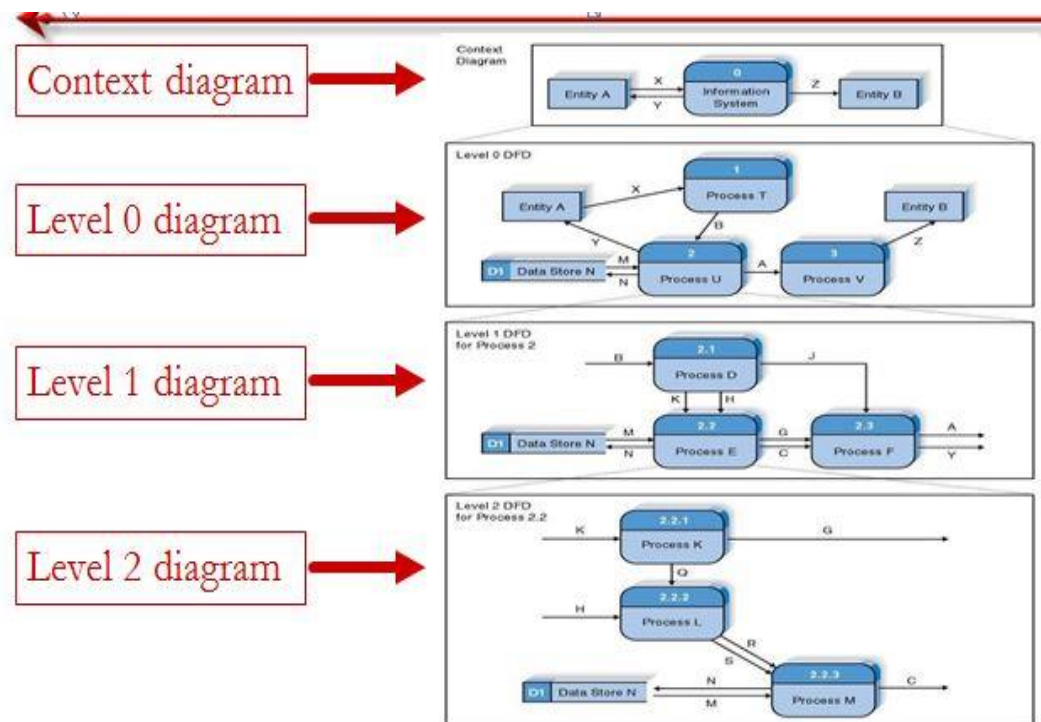 Context diagram
Context
Diagram
Entity A
X
Y
0
Information
System
Z
Entity B
Level 0 diagram
Level 0 DFD
1
Process T
Entity A
X
Entity B
B
Y
Z
D1 Data Store N
M
N
2
Process U
A
3
Process V
Level 1 diagram
Level 1 DFD
for Process 2
B
2.1
Process D
J
K
H
D1 Data Store N
M
N
2.2
Process E
G
C
2.3
Process F
A
Y
Level 2 diagram
Level 2 DFD
for Process 2.2
K
2.2.1
Process K
G
Q
H
2.2.2
Process L
R
S
D1 Data Store N
N
M
2.2.3
Process M
C